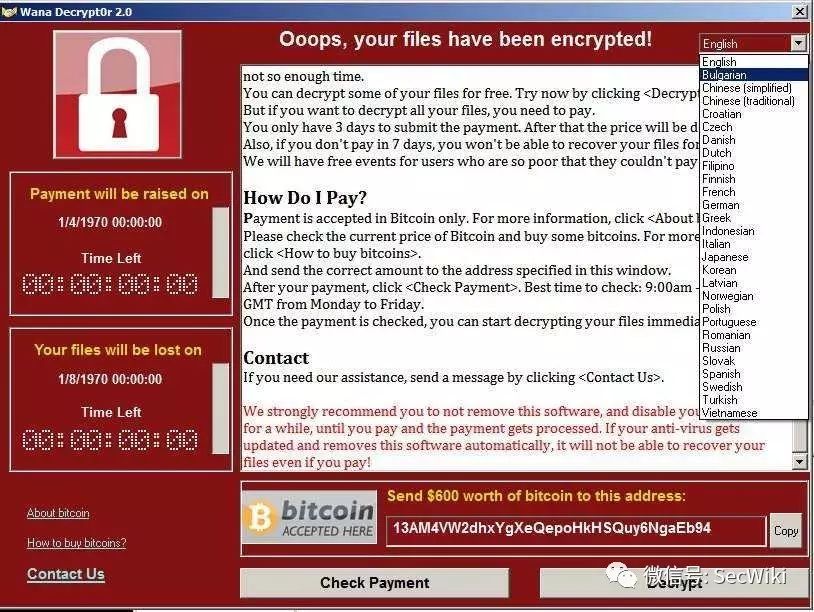 Wana Decrypt0r 2.0
Ooops, your files have been encrypted!
English
English
Bulgarian
Chinese (simplified)
Chinese (traditional)
Croatian
Czech
Danish
Dutch
Filipino
Finnish
French
German
Greek
Indonesian
Italian
Japanese
Korean
Latvian
Norwegian
Polish
Portuguese
Romanian
Russian
Slovak
Spanish
Swedish
Turkish
Vietnamese
not so enough time.
You can decrypt some of your files for free. Try now by clicking <Decrypt
But if you want to decrypt all your files, you need to pay.
You only have 3 days to submit the payment. After that the price will be d
Also, if you don't pay in 7 days, you won't be able to recover your files for
We will have free events for users who are so poor that they couldn't pay
How Do I Pay?
Payment is accepted in Bitcoin only. For more information, click <About
Please check the current price of Bitcoin and buy some bitcoins. For more
click <How to buy bitcoins>.
And send the correct amount to the address specified in this window.
After your payment, click <Check Payment>. Best time to check: 9:00am -
GMT from Monday to Friday.
Once the payment is checked, you can start decrypting your files immedia
Contact
If you need our assistance, send a message by clicking <Contact Us>.
We strongly recommend you to not remove this software, and disable you
for a while, until you pay and the payment gets processed. If your anti-virus gets
updated and removes this software automatically, it will not be able to recover your
files even if you pay!
Payment will be raised on
1/4/1970 00:00:00
Time Left
00:00:00:00
Your files will be lost on
1/8/1970 00:00:00
Time Left
00:00:00:00
About bitcoin
How to buy bitcoins?
Contact Us
bitcoin
ACCEPTED HERE
Send $600 worth of bitcoin to this address:
13AM4VW2dhxYgXeQepoHkHSQuy6NgaEb94
Copy
Check Payment
Decrypt
微信号: SecWiki